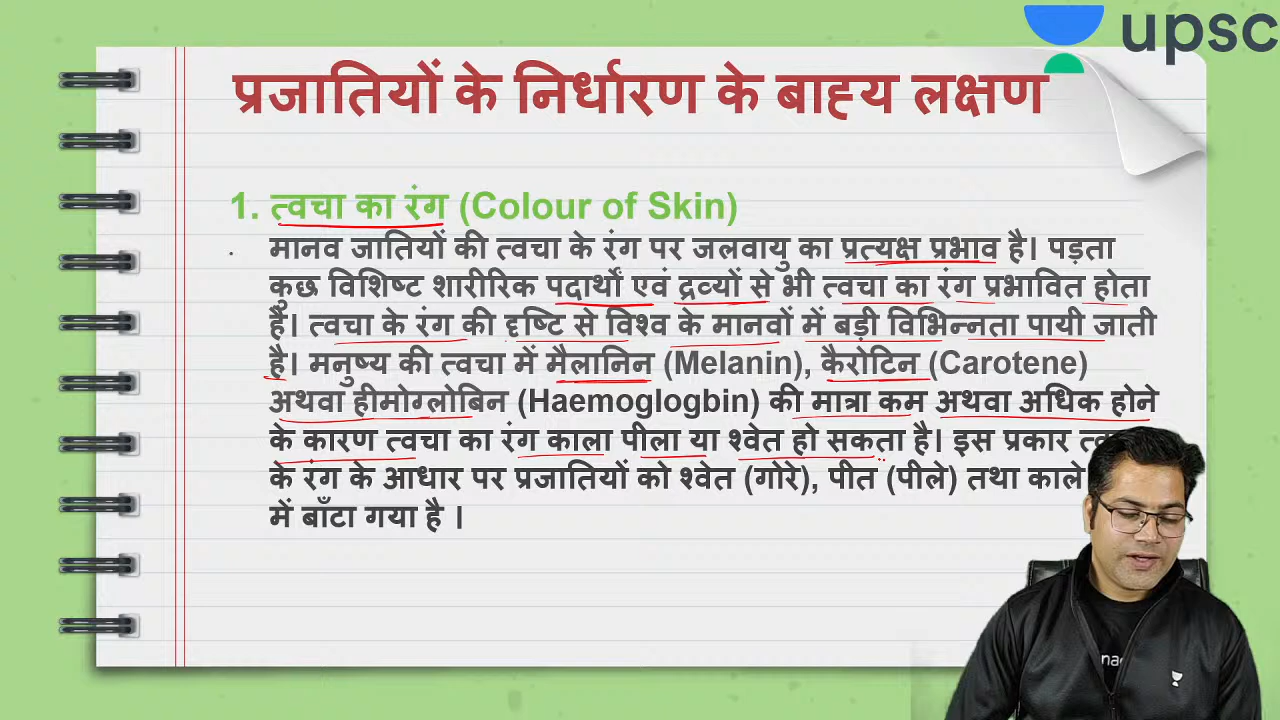 upsc
प्रजातियों के निर्धारण के बाह्य लक्षण
1. त्वचा का रंग (Colour of Skin)
मानव जातियों की त्वचा के रंग पर जलवायु का प्रत्यक्ष प्रभाव है। पड़ता
कुछ विशिष्ट शारीरिक पदार्थों एवं द्रव्यों से भी त्वचा का रंग प्रभावित होता
है। त्वचा के रंग की दृष्टि से विश्व के मानवों में बड़ी विभिन्नता पायी जाती
है। मनुष्य की त्वचा में मैलानिन (Melanin), कैरोटिन (Carotene)
अथवा हीमोग्लोबिन (Haemoglogbin) की मात्रा कम अथवा अधिक होने
के कारण त्वचा का रंग काला पीला या श्वेत हो सकता है। इस प्रकार
के रंग के आधार पर प्रजातियों को श्वेत (गोरे), पीत (पीले) तथा काले
में बाँटा गया है ।